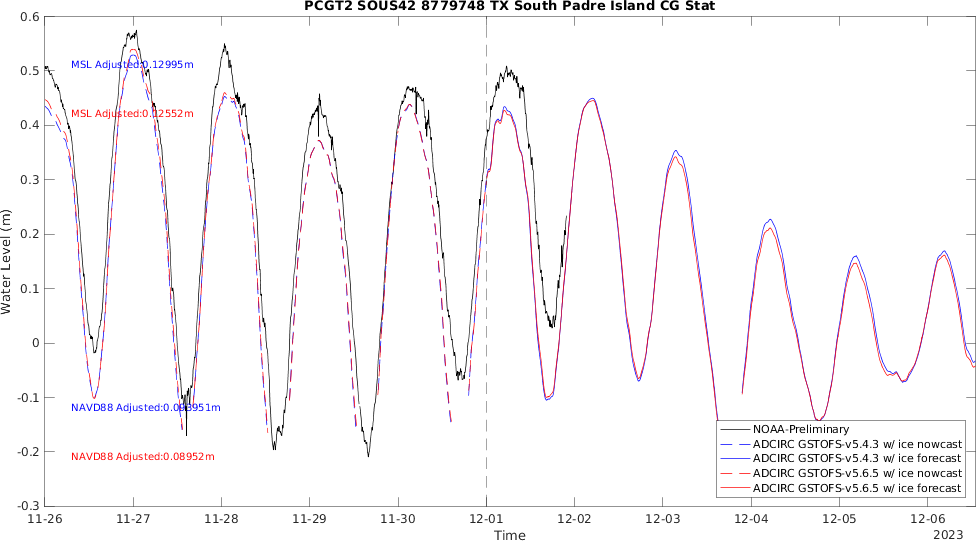 PCGT2 SOUS42 8779748 TX South Padre Island CG Stat
0.6
0.5
0.4
0.3
0.2
0.1
0
-0.1
-0.2
-0.3
Water Level (m)
MSL Adjusted:0.12995m
MSL Adjusted:0.12552m
NAVD88 Adjusted:0.093951m
NAVD88 Adjusted:0.08952m
NOAA-Preliminary
ADCIRC GSTOFS-v5.4.3 w/ ice nowcast
ADCIRC GSTOFS-v5.4.3 w/ ice forecast
ADCIRC GSTOFS-v5.6.5 w/ ice nowcast
ADCIRC GSTOFS-v5.6.5 w/ ice forecast
11-26 11-27 11-28 11-29 11-30 12-01 12-02 12-03 12-04 12-05 12-06
Time
2023